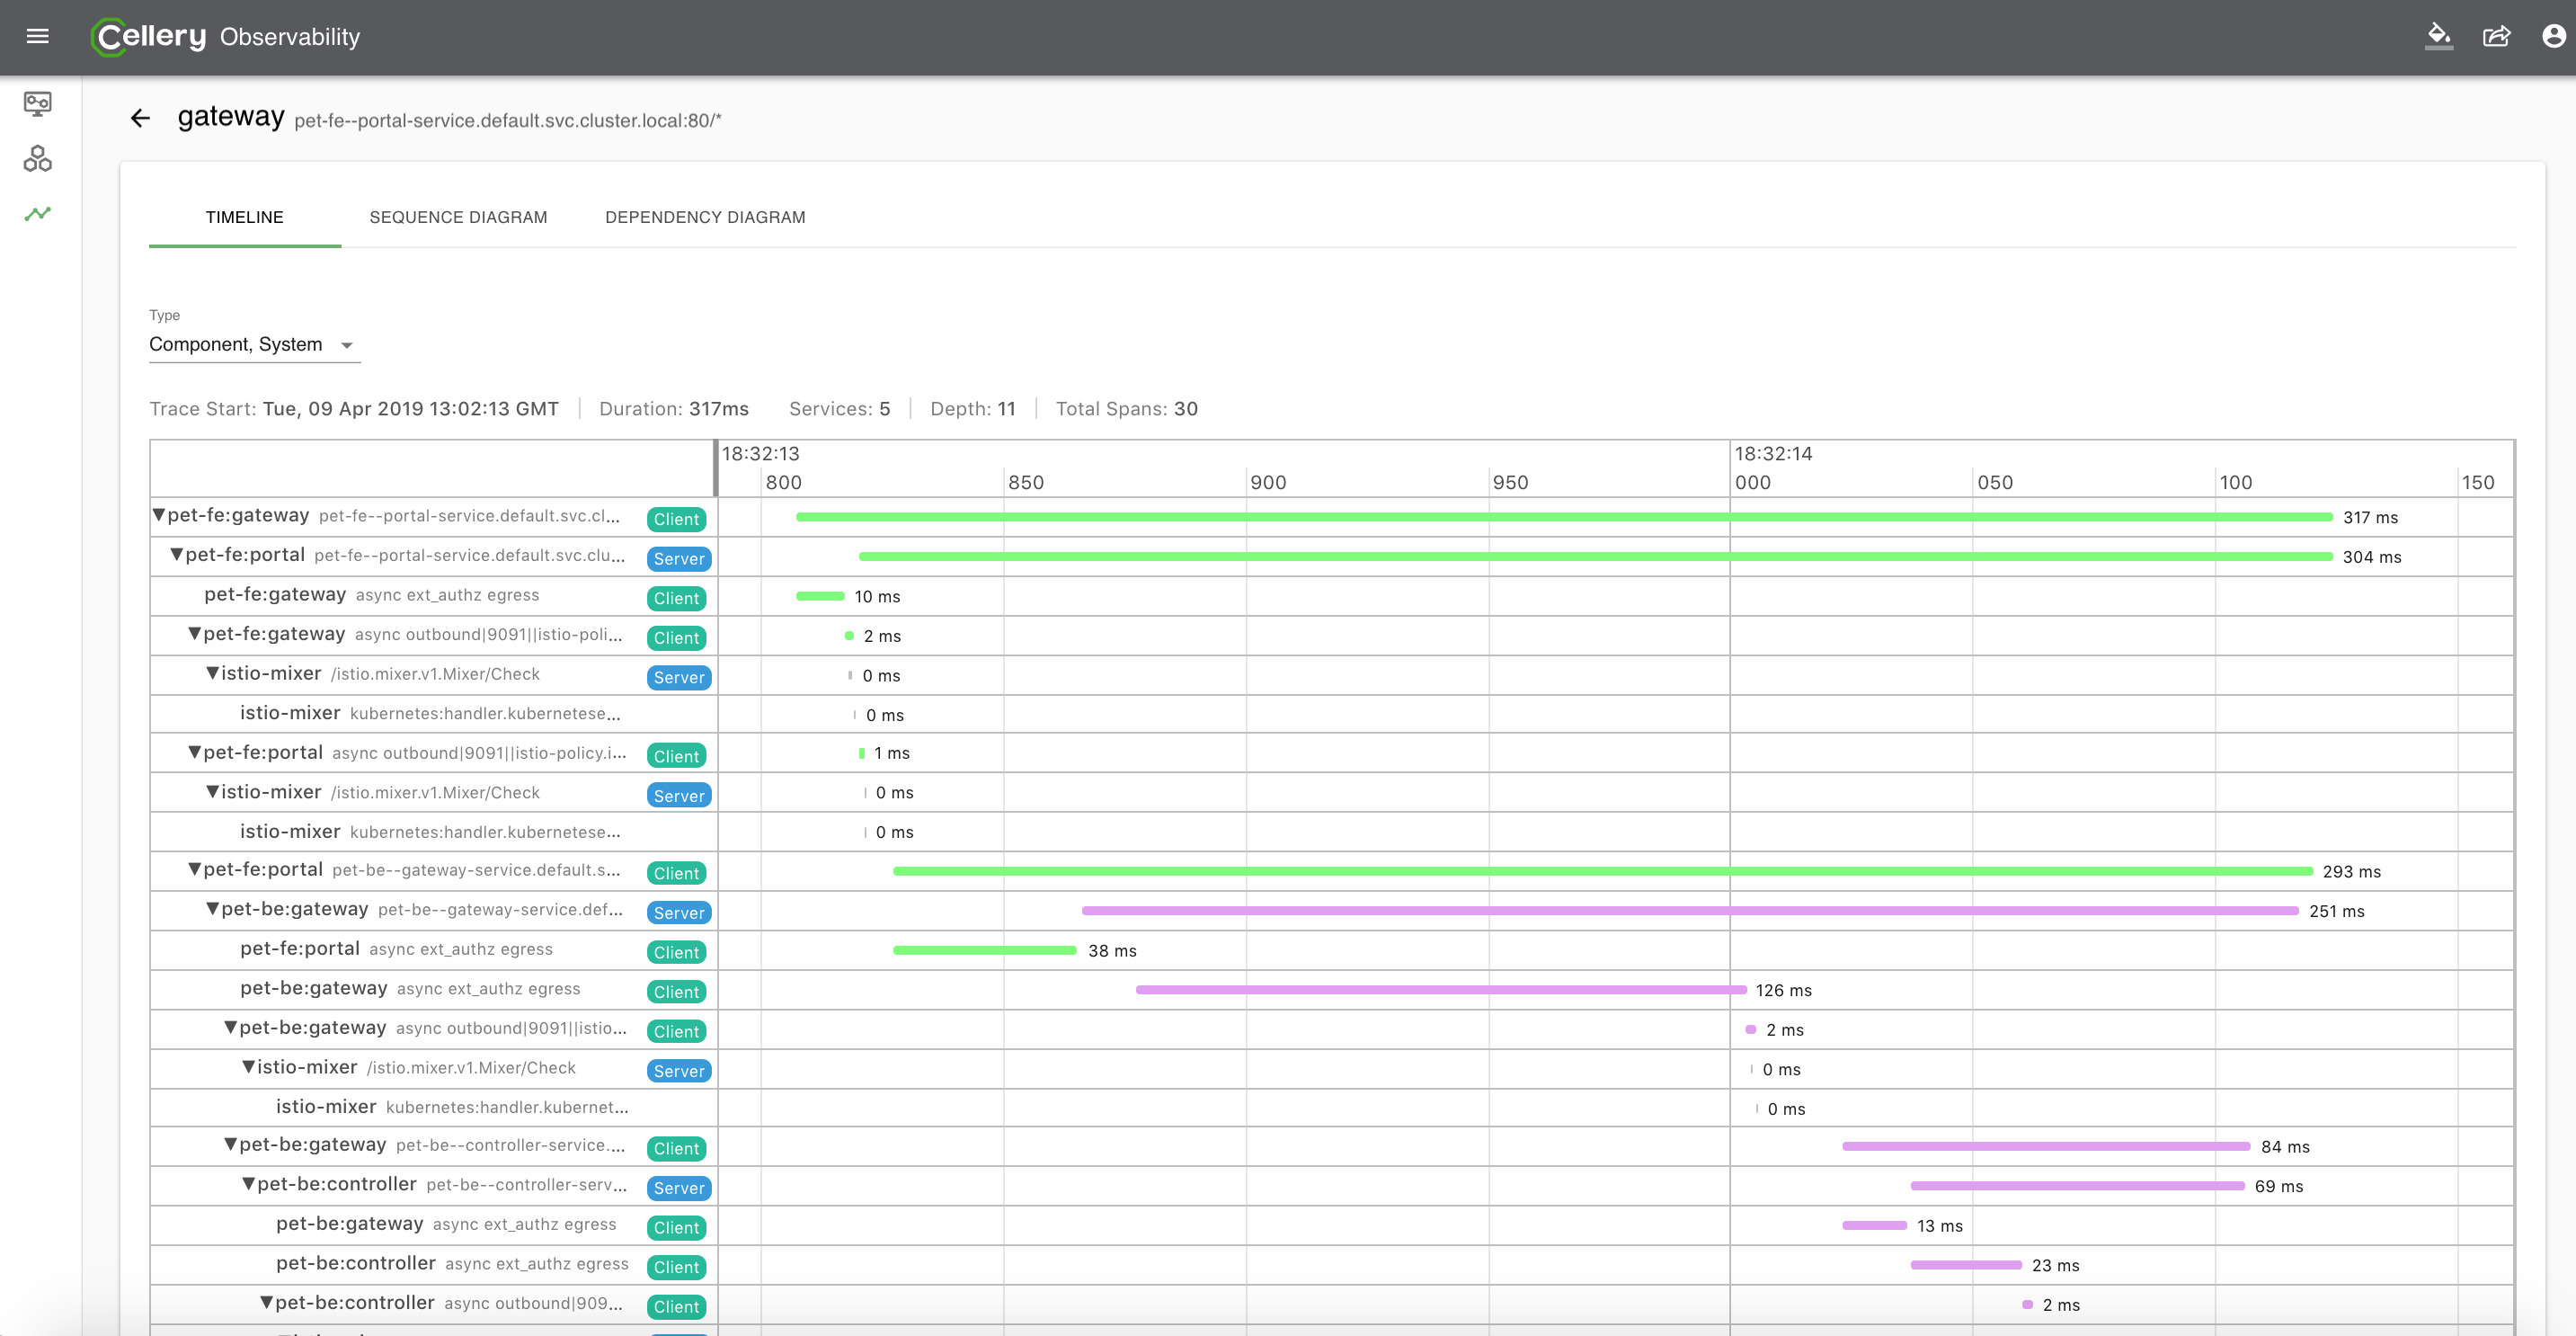 Cellery Observability
gateway pet-fe--portal-service.default.svc.cluster.local:80/*
TIMELINE SEQUENCE DIAGRAM DEPENDENCY DIAGRAM
Type
Component, System
Trace Start: Tue, 09 Apr 2019 13:02:13 GMT Duration: 317ms Services: 5 Depth: 11 Total Spans: 30
18:32:13 18:32:14
800 850 900 950 000 050 100 150
▼pet-fe:gateway pet-fe--portal-service.default.svc.cl... Client 317 ms
▼pet-fe:portal pet-fe--portal-service.default.svc.clu... Server 304 ms
pet-fe:gateway async ext_authz egress Client 10 ms
▼pet-fe:gateway async outbound|9091||istio-poli... Client 2 ms
▼istio-mixer /istio.mixer.v1.Mixer/Check Server 0 ms
istio-mixer kubernetes:handler.kubernetese... 0 ms
▼pet-fe:portal async outbound|9091||istio-policy.i... Client 1 ms
▼istio-mixer /istio.mixer.v1.Mixer/Check Server 0 ms
istio-mixer kubernetes:handler.kubernetese... 0 ms
▼pet-fe:portal pet-be--gateway-service.default.s... Client 293 ms
▼pet-be:gateway pet-be--gateway-service.def... Server 251 ms
pet-fe:portal async ext_authz egress Client 38 ms
pet-be:gateway async ext_authz egress Client 126 ms
▼pet-be:gateway async outbound|9091||istio... Client 2 ms
▼istio-mixer /istio.mixer.v1.Mixer/Check Server 0 ms
istio-mixer kubernetes:handler.kubernet... 0 ms
▼pet-be:gateway pet-be--controller-service.... Client 84 ms
▼pet-be:controller pet-be--controller-serv... Server 69 ms
pet-be:gateway async ext_authz egress Client 13 ms
pet-be:controller async ext_authz egress Client 23 ms
▼pet-be:controller async outbound|909... Client 2 ms